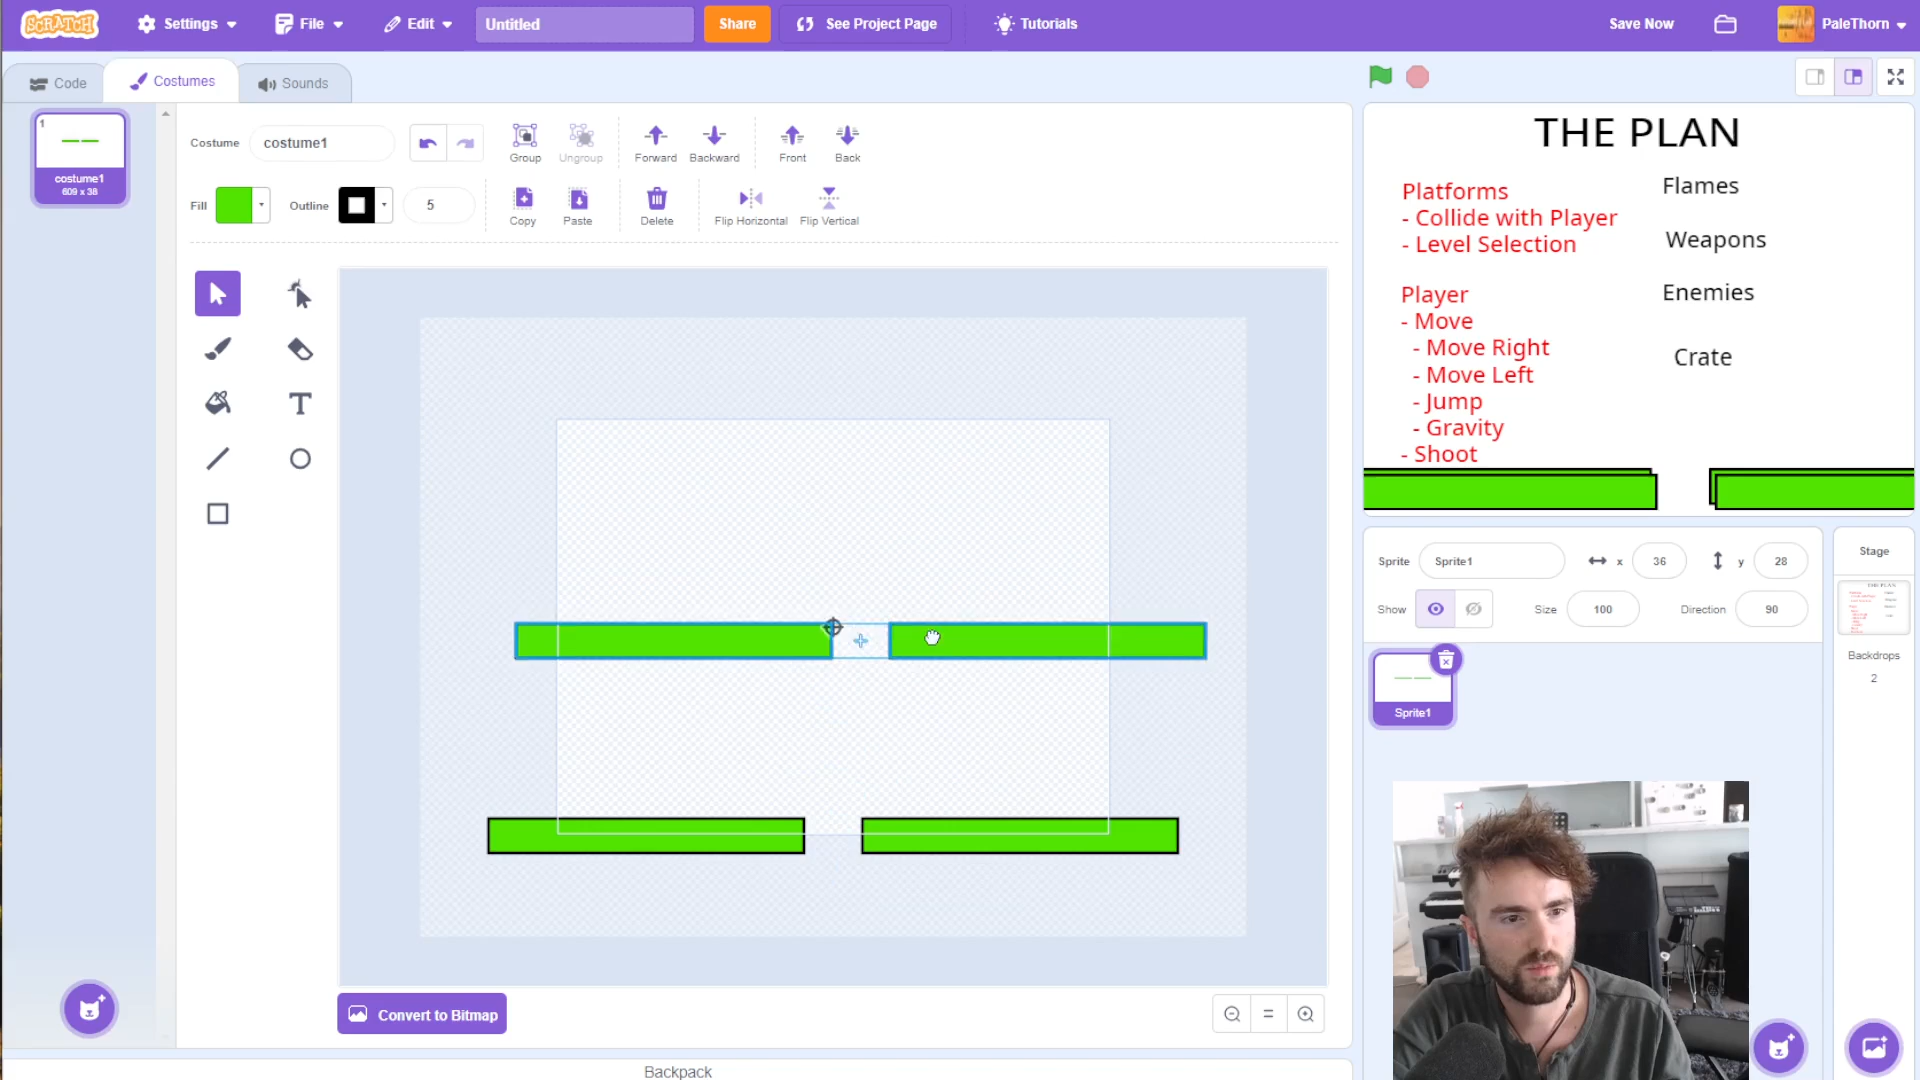 SCRATCH
Settings
File
Edit
Untitled
Share
See Project Page
Tutorials
Save Now
PaleThorn
Code
Costumes
Sounds
1
costume1
609 x 38
Costume
costume1
Group
Ungroup
Forward
Backward
Front
Back
Fill
Outline
5
Copy
Paste
Delete
Flip Horizontal
Flip Vertical
Convert to Bitmap
Backpack
THE PLAN
Platforms
- Collide with Player
- Level Selection
Player
- Move
- Move Right
- Move Left
- Jump
- Gravity
- Shoot
Flames
Weapons
Enemies
Crate
Sprite
Sprite1
x
36
y
28
Show
Size
100
Direction
90
Sprite1
Stage
THE PLAN
Backdrops
2